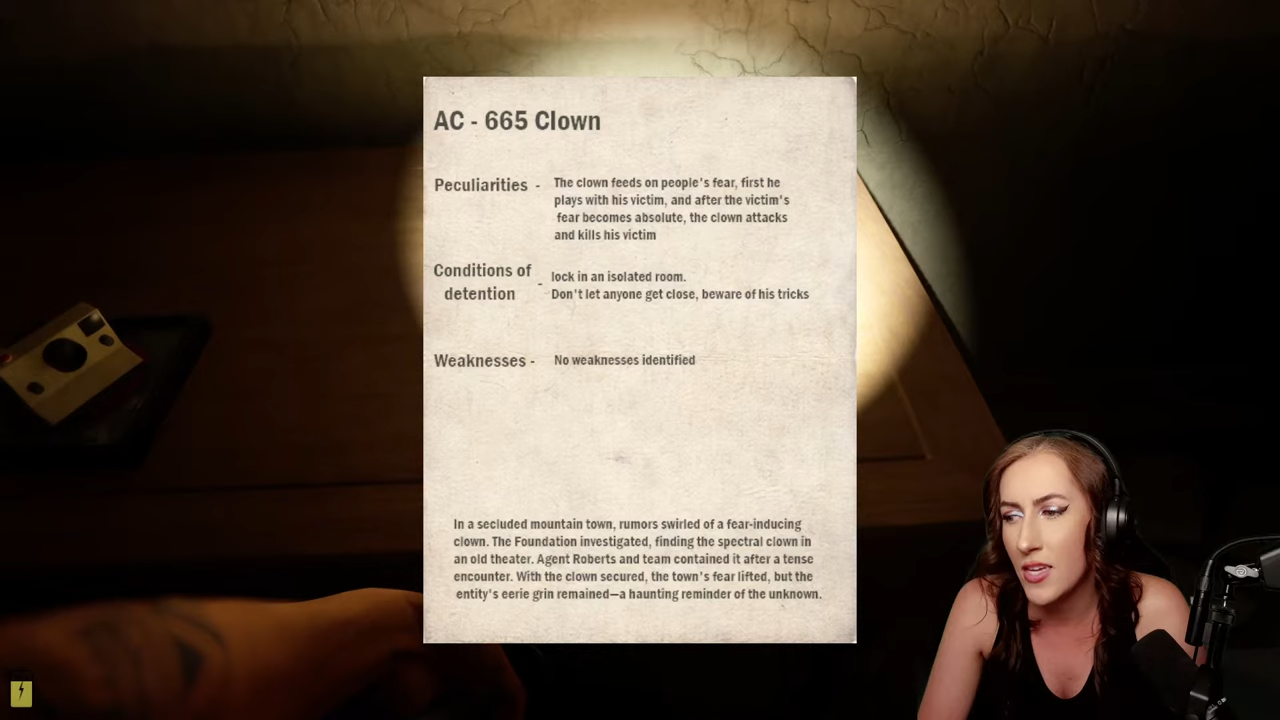 AC - 665 Clown
Peculiarities -
The clown feeds on people's fear, first he
plays with his victim, and after the victim's
fear becomes absolute, the clown attacks
and kills his victim
Conditions of
detention -
lock in an isolated room.
Don't let anyone get close, beware of his tricks
Weaknesses - No weaknesses identified
In a secluded mountain town, rumors swirled of a fear-inducing
clown. The Foundation investigated, finding the spectral clown in
an old theater. Agent Roberts and team contained it after a tense
encounter. With the clown secured, the town's fear lifted, but the
entity's eerie grin remained—a haunting reminder of the unknown.